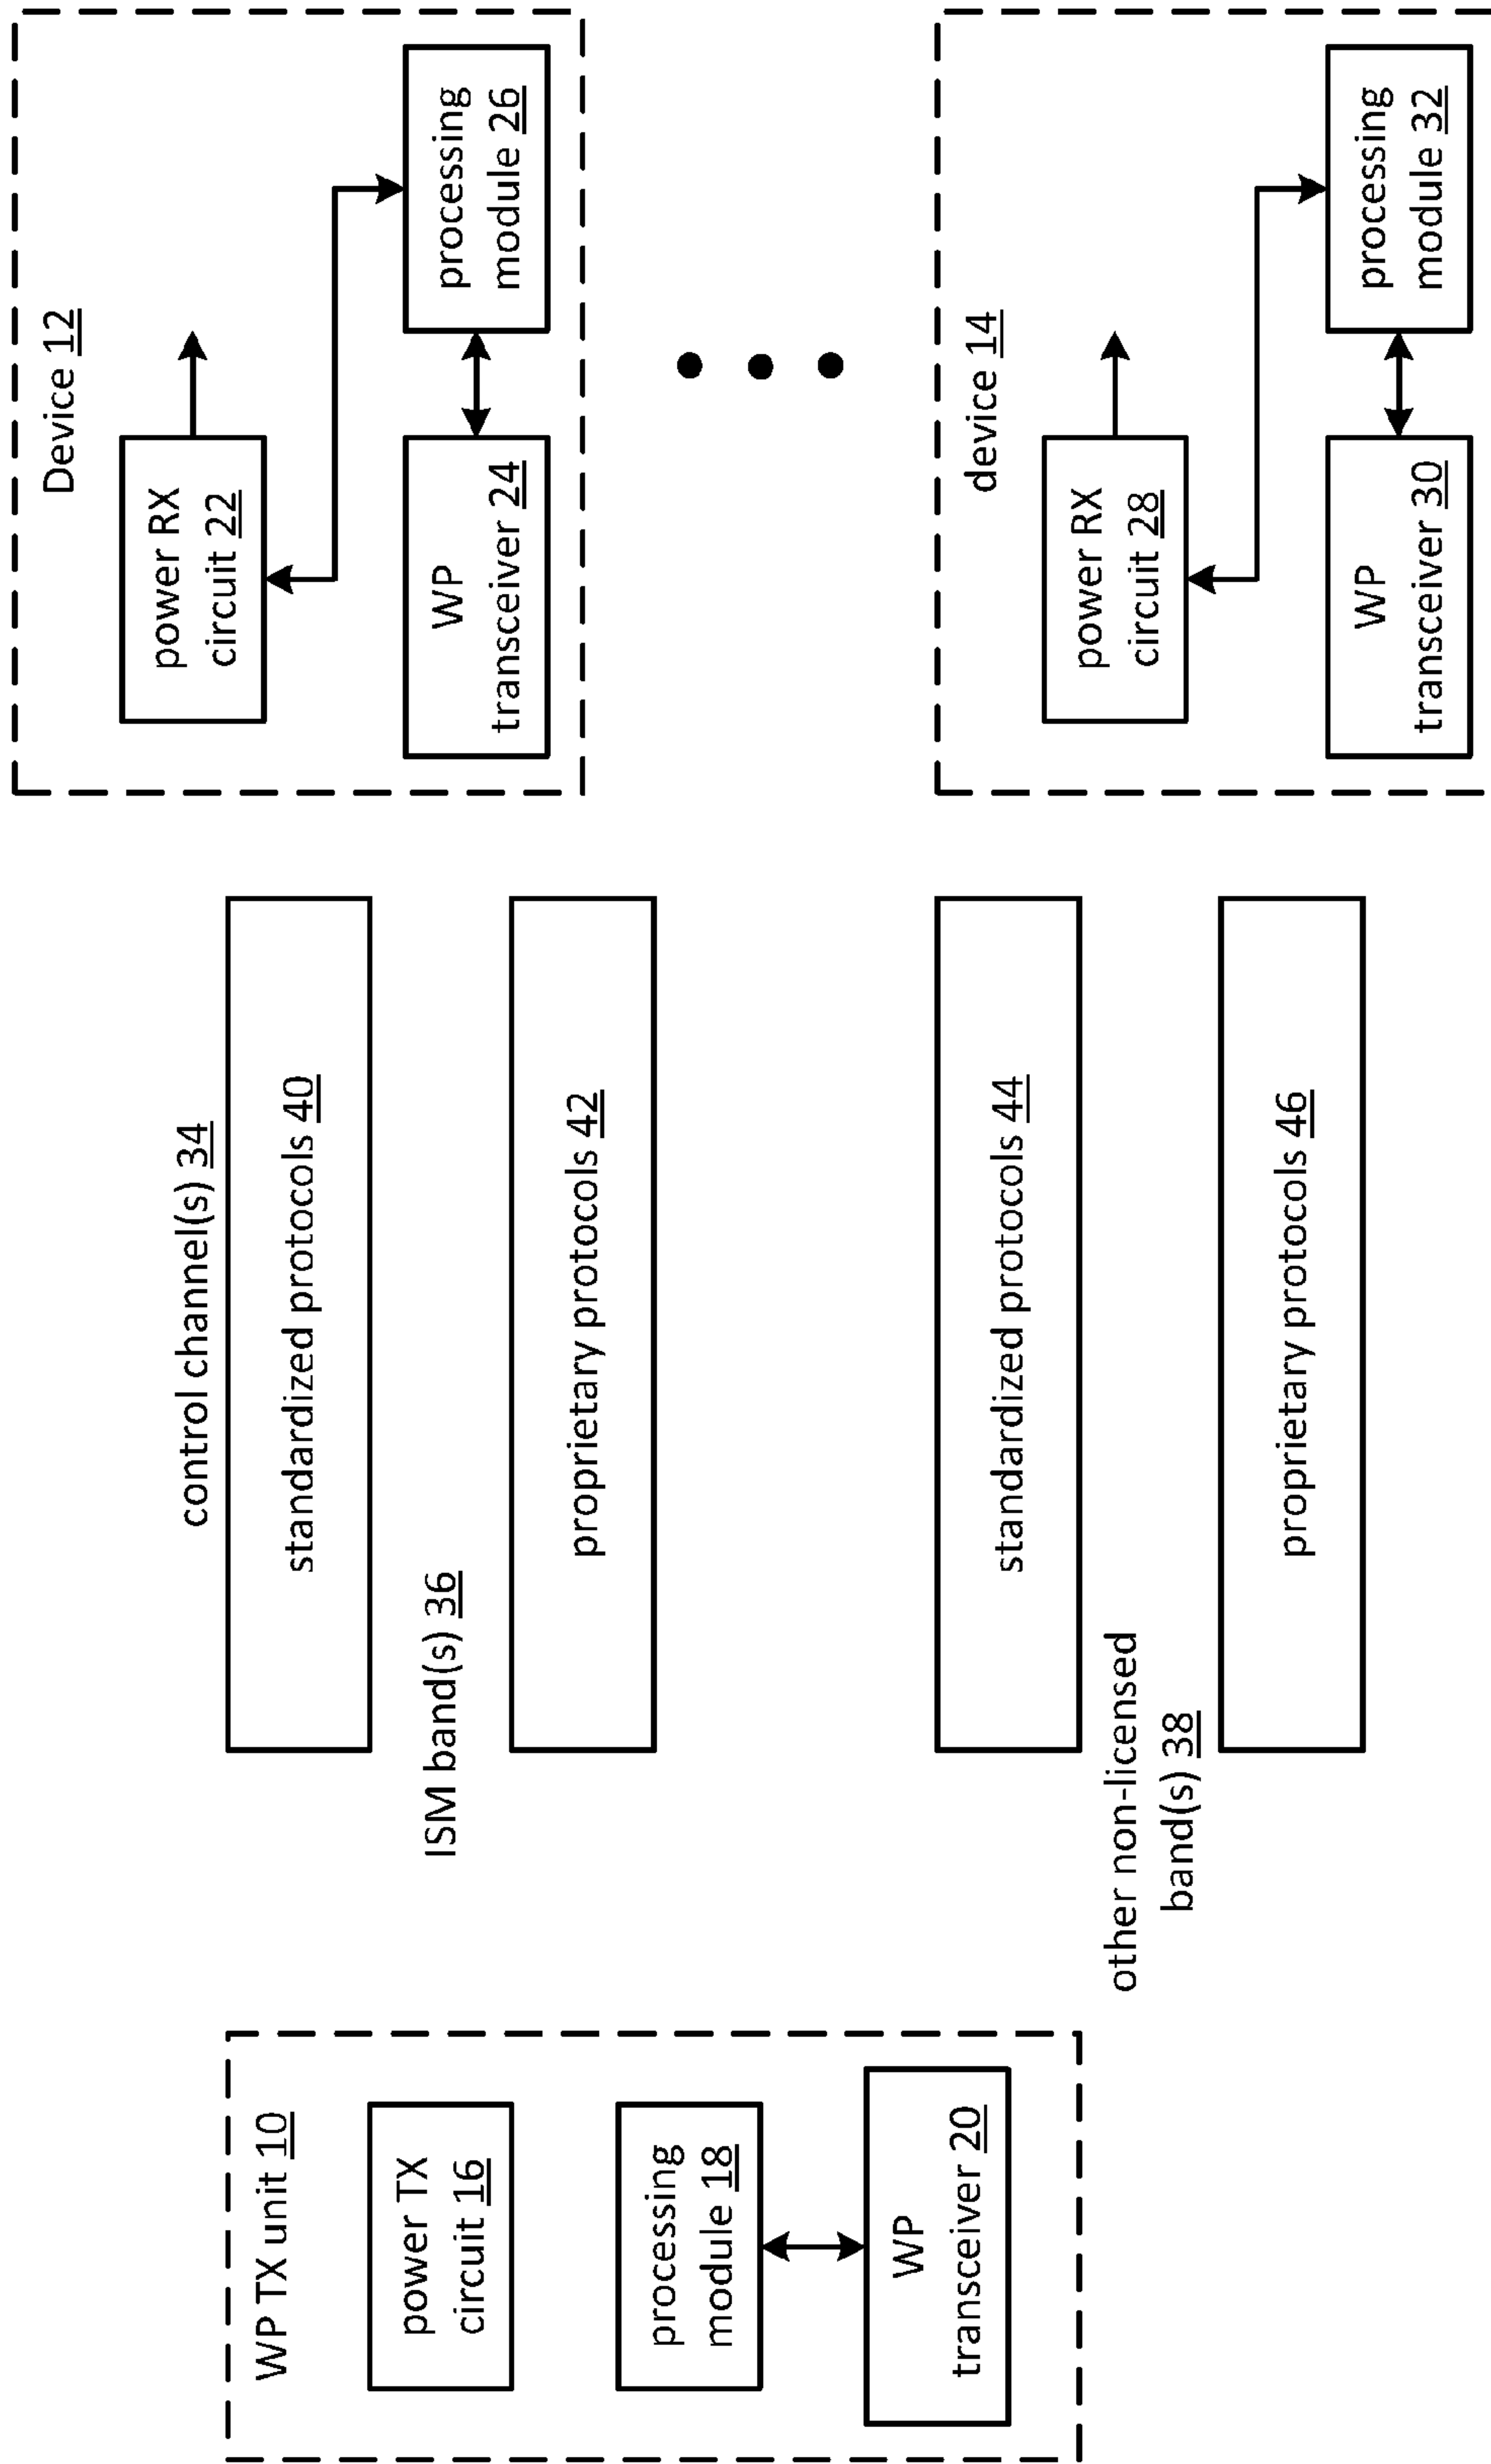 WP TX unit 10
power TX
circuit 16
processing
module 18
WP
transceiver 20
control channel(s) 34
standardized protocols 40
ISM band(s) 36
proprietary protocols 42
standardized protocols 44
other non-licensed
band(s) 38
proprietary protocols 46
Device 12
power RX
circuit 22
WP
transceiver 24
processing
module 26
device 14
power RX
circuit 28
WP
transceiver 30
processing
module 32